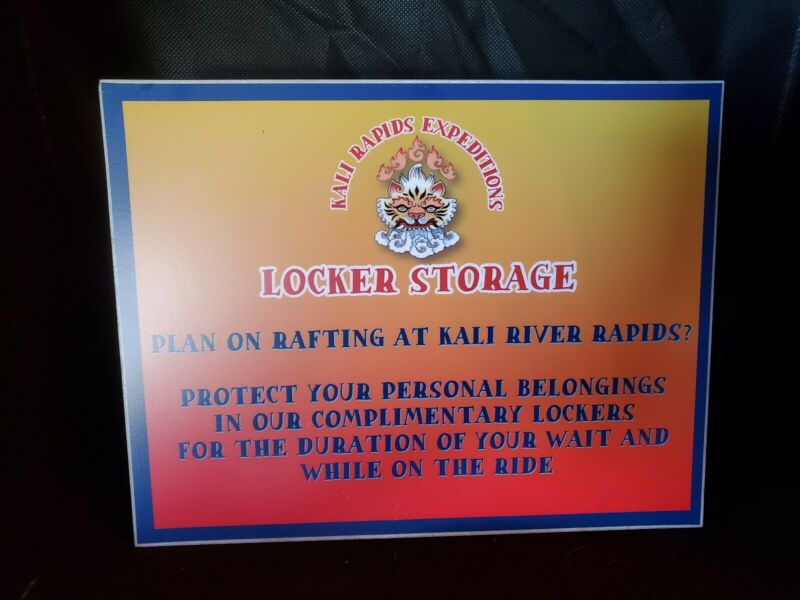 KALI RAPIDS EXPEDITIONS
LOCKER STORAGE
PLAN ON RAFTING AT KALI RIVER RAPIDS?
PROTECT YOUR PERSONAL BELONGINGS
IN OUR COMPLIMENTARY LOCKERS
FOR THE DURATION OF YOUR WAIT AND
WHILE ON THE RIDE